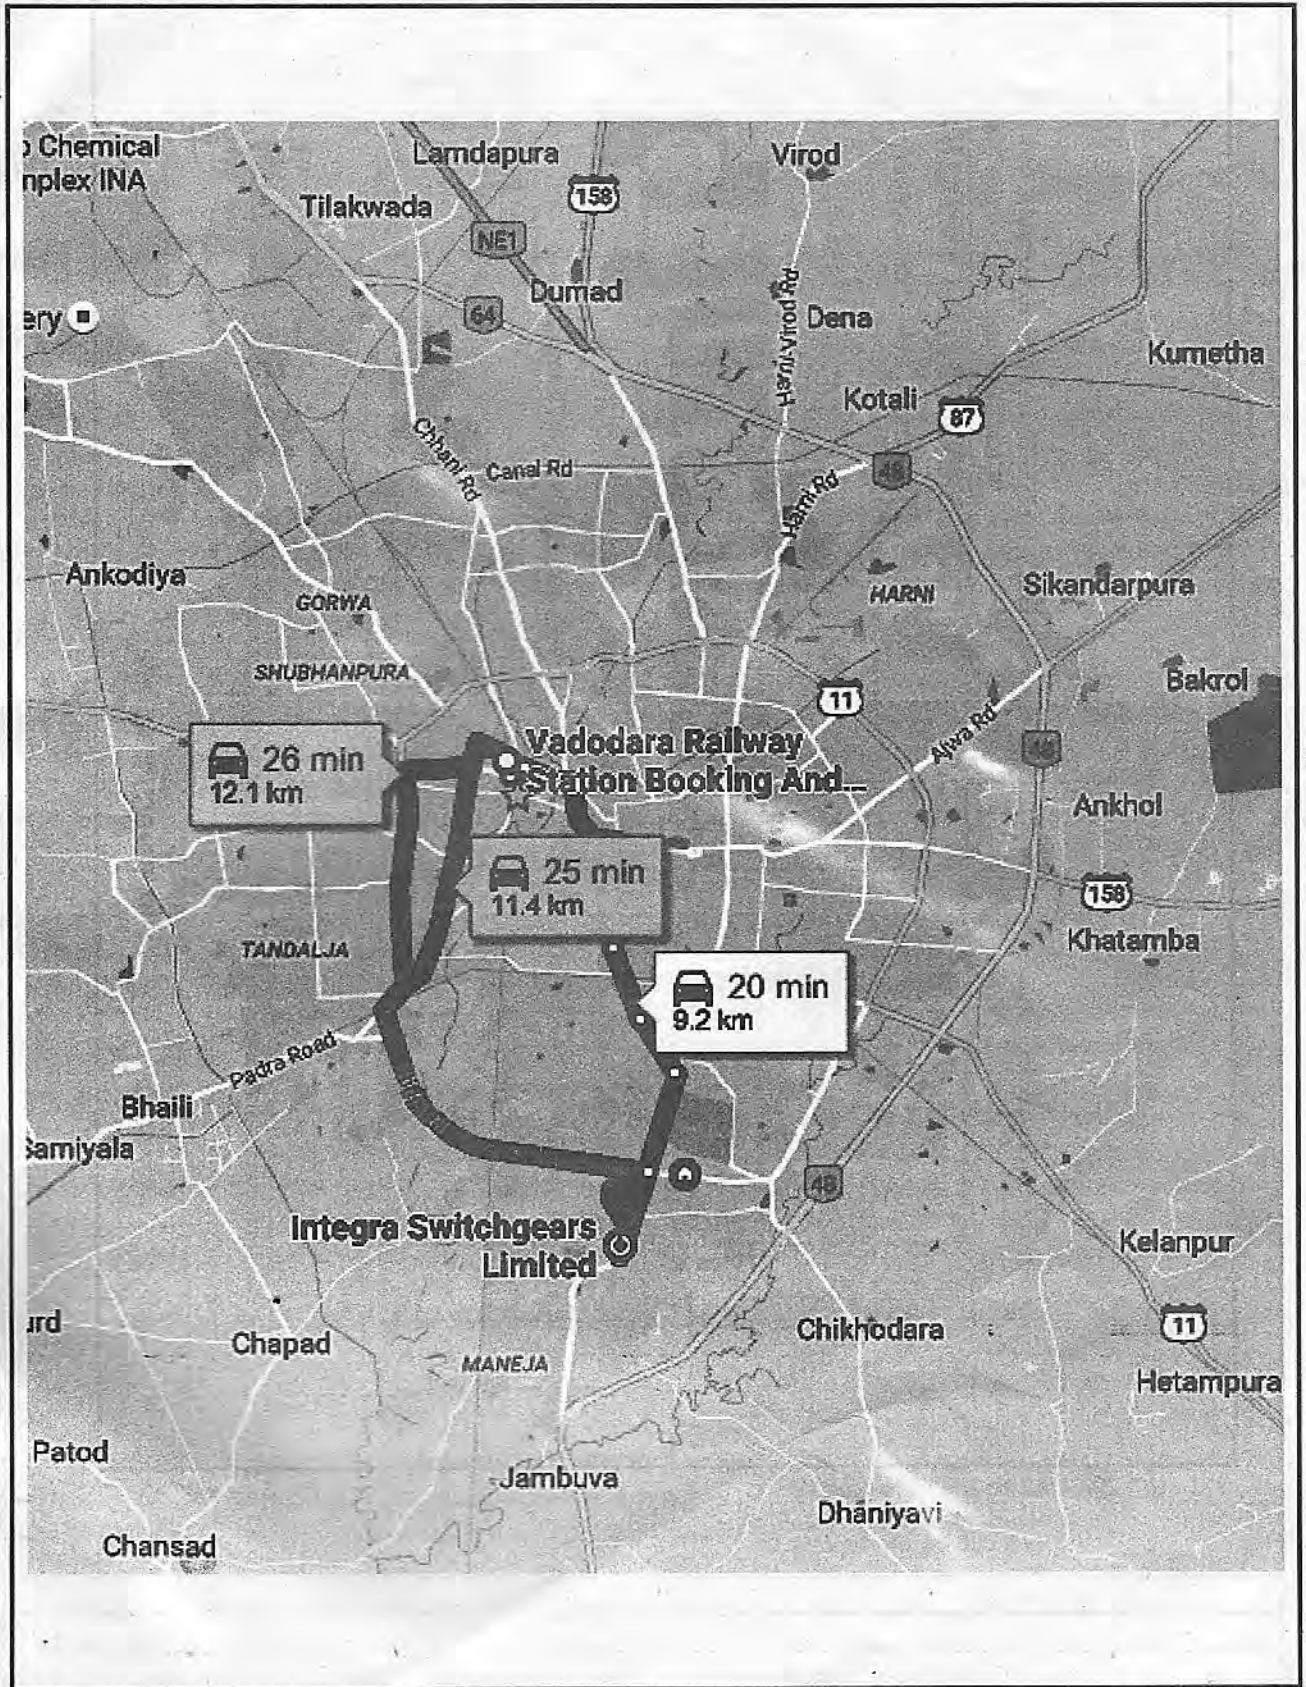 Chemical
INA
Lamdapura
Virod
Tilakwada
158
NE1
Dumad
64
Harni-Virod Rd
Dena
ery
Kumetha
Kotali
87
Chhani Rd
Canal Rd
48
Harni Rd
Ankodiya
GORWA
HARNI
Sikandarpura
SHUBHANPURA
Bakrol
11
Ajwa Rd
48
26 min
12.1 km
Vadodara Railway
Station Booking And...
Ankhol
25 min
11.4 km
158
TANDALJA
Khatamba
20 min
9.2 km
Padra Road
Bhaili
Samiyala
48
Integra Switchgears
Limited
Kelanpur
urd
Chapad
Chikhodara
11
MANEJA
Hetampura
Patod
Jambuva
Dhaniyavi
Chansad